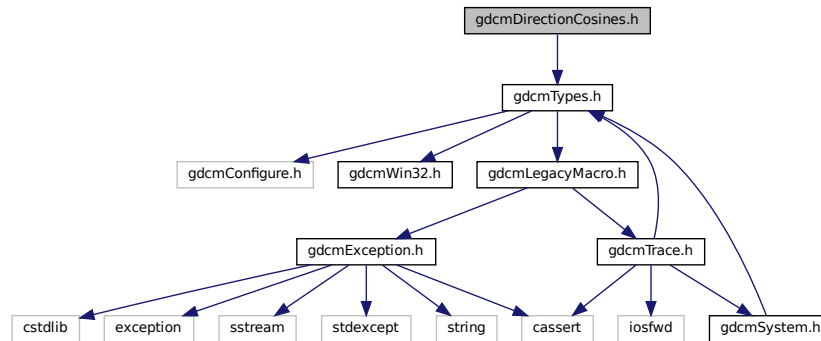 gdcmDirectionCosines.h
gdcmTypes.h
gdcmConfigure.h
gdcmWin32.h
gdcmLegacyMacro.h
gdcmException.h
gdcmTrace.h
cstdlib
exception
sstream
stdexcept
string
cassert
iosfwd
gdcmSystem.h